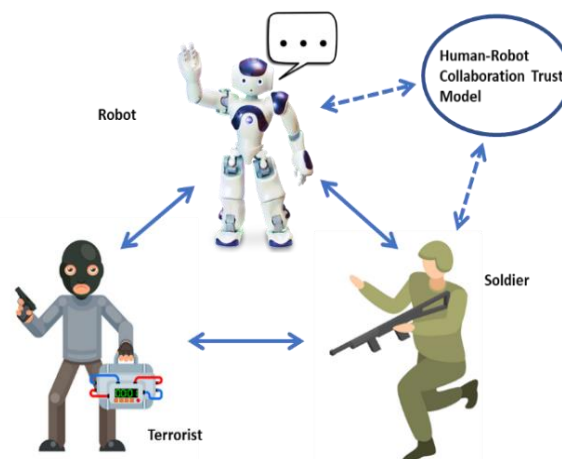 Human-Robot
Collaboration Trust
Model
Robot
Soldier
Terrorist